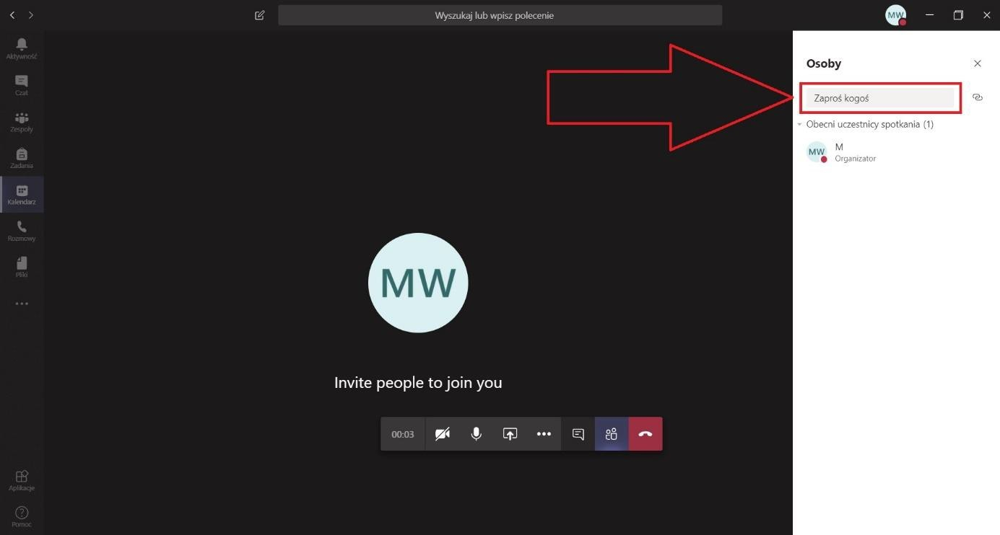 Wyszukaj lub wpisz polecenie
MW
Aktywność
Czat
Zespoły
Zadania
Kalendarz
Rozmowy
Pliki
Aplikacje
Pomoc
MW
Invite people to join you
00:03
Osoby
Zaproś kogoś
Obecni uczestnicy spotkania (1)
MW
M
Organizator